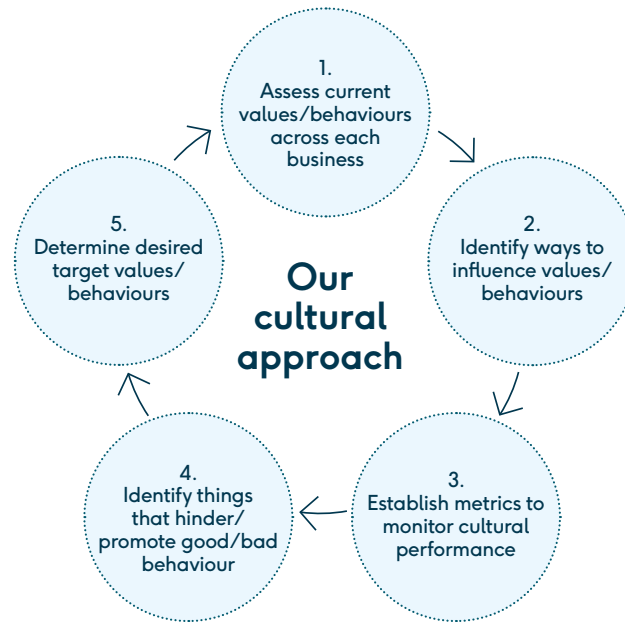 1.
Assess current
values/behaviours
across each
business
2.
Identify ways to
influence values/
behaviours
3.
Establish metrics to
monitor cultural
performance
4.
Identify things
that hinder/
promote good/bad
behaviour
5.
Determine desired
target values/
behaviours
Our
cultural
approach